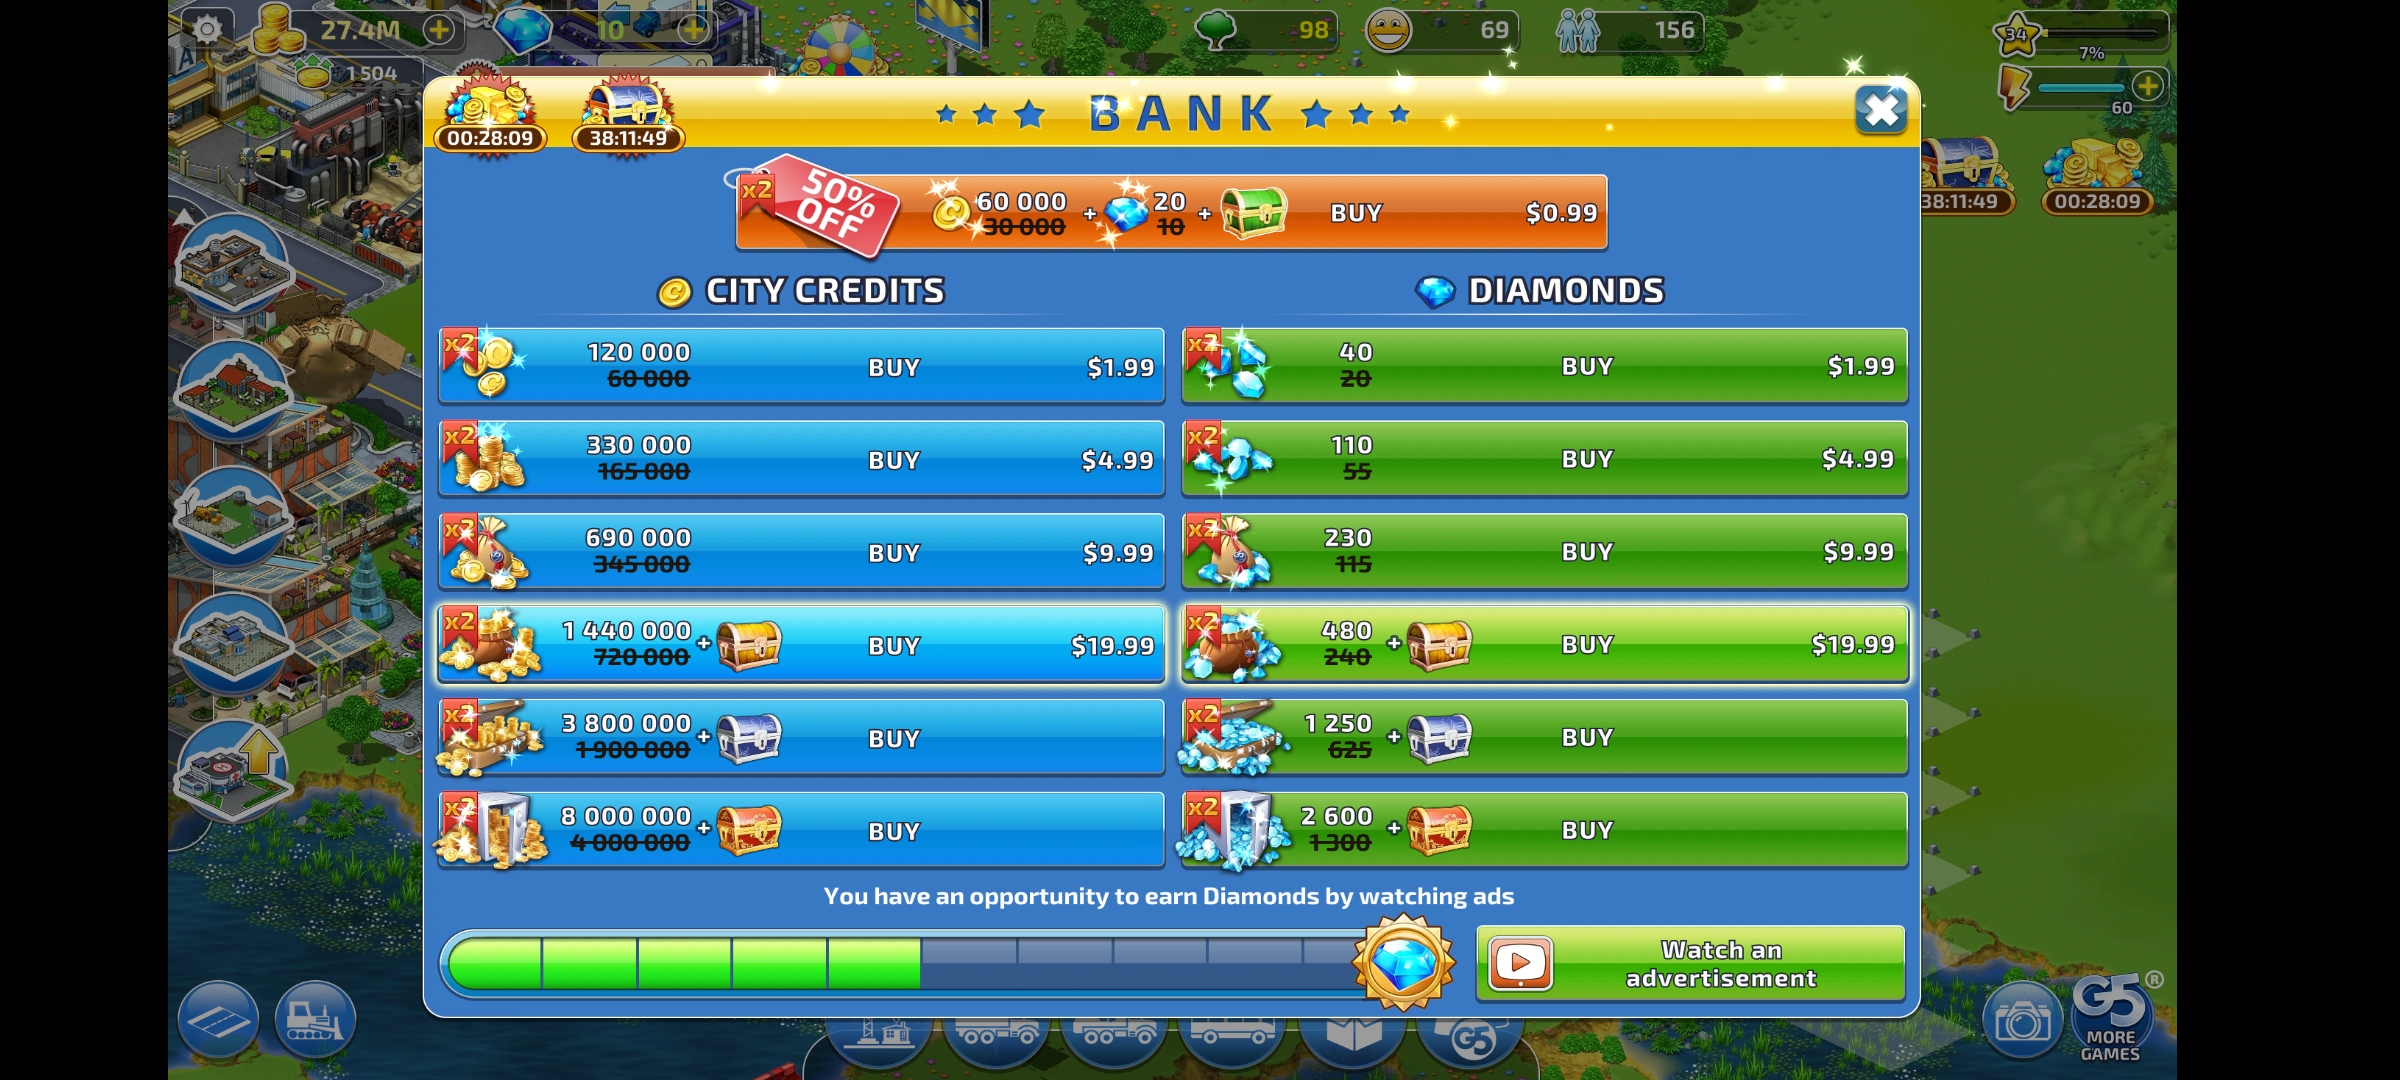 27.4M
10
98
69
156
34
7%
1 504
60
00:28:09
38:11:49
BANK
38:11:49
00:28:09
x2
50%
OFF
60 000
30 000
+
20
10
+
BUY
$0.99
CITY CREDITS
DIAMONDS
x2
120 000
60 000
BUY
$1.99
x2
40
20
BUY
$1.99
x2
330 000
165 000
BUY
$4.99
x2
110
55
BUY
$4.99
x2
690 000
345 000
BUY
$9.99
x2
230
115
BUY
$9.99
x2
1 440 000
720 000
+
BUY
$19.99
x2
480
240
+
BUY
$19.99
x2
3 800 000
1 900 000
+
BUY
x2
1 250
625
+
BUY
x2
8 000 000
4 000 000
+
BUY
x2
2 600
1 300
+
BUY
You have an opportunity to earn Diamonds by watching ads
Watch an
advertisement
G5
G5®
MORE
GAMES